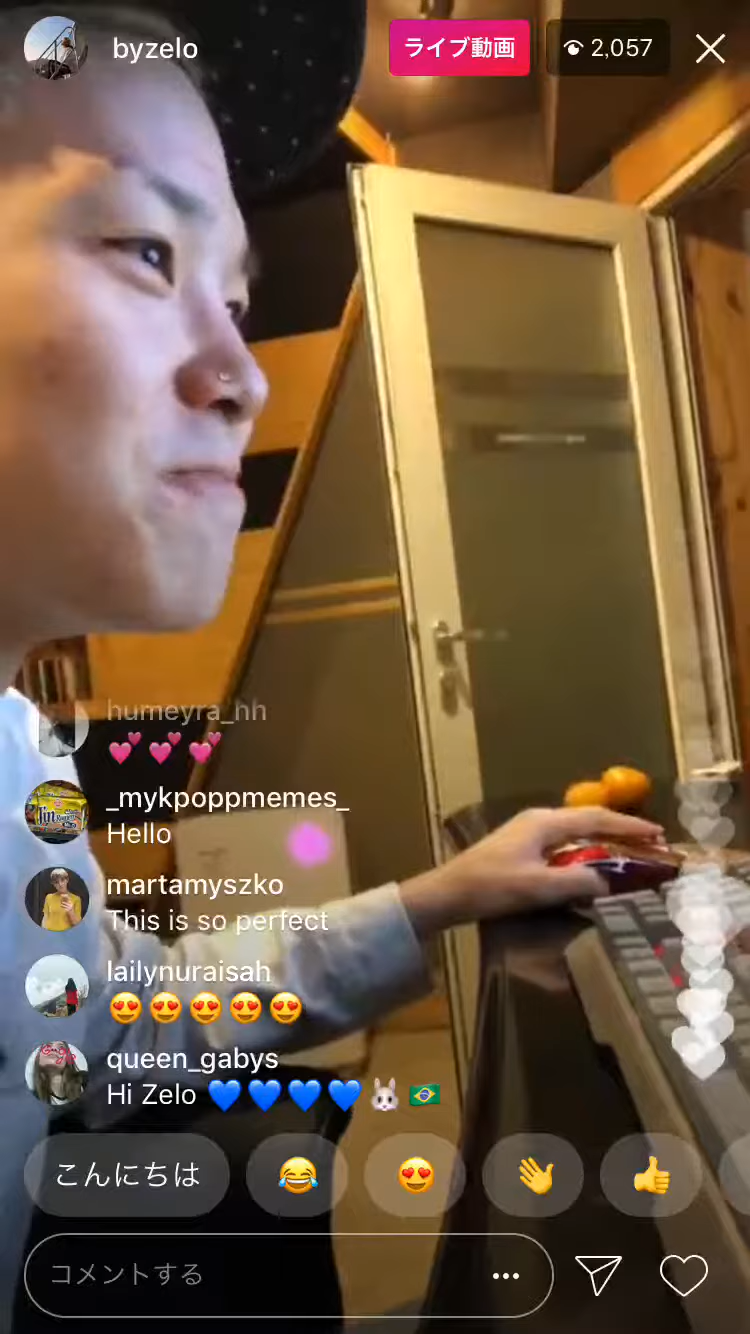 byzelo
ライブ動画
2,057
humeyra_hh
💕💕💕
_mykpoppmemes_
Hello
martamyszko
This is so perfect
lailynuraisah
😍😍😍😍😍
queen_gabys
Hi Zelo 💙💙💙💙🐰🇧🇷
こんにちは
😂
😍
👋
👍
コメントする